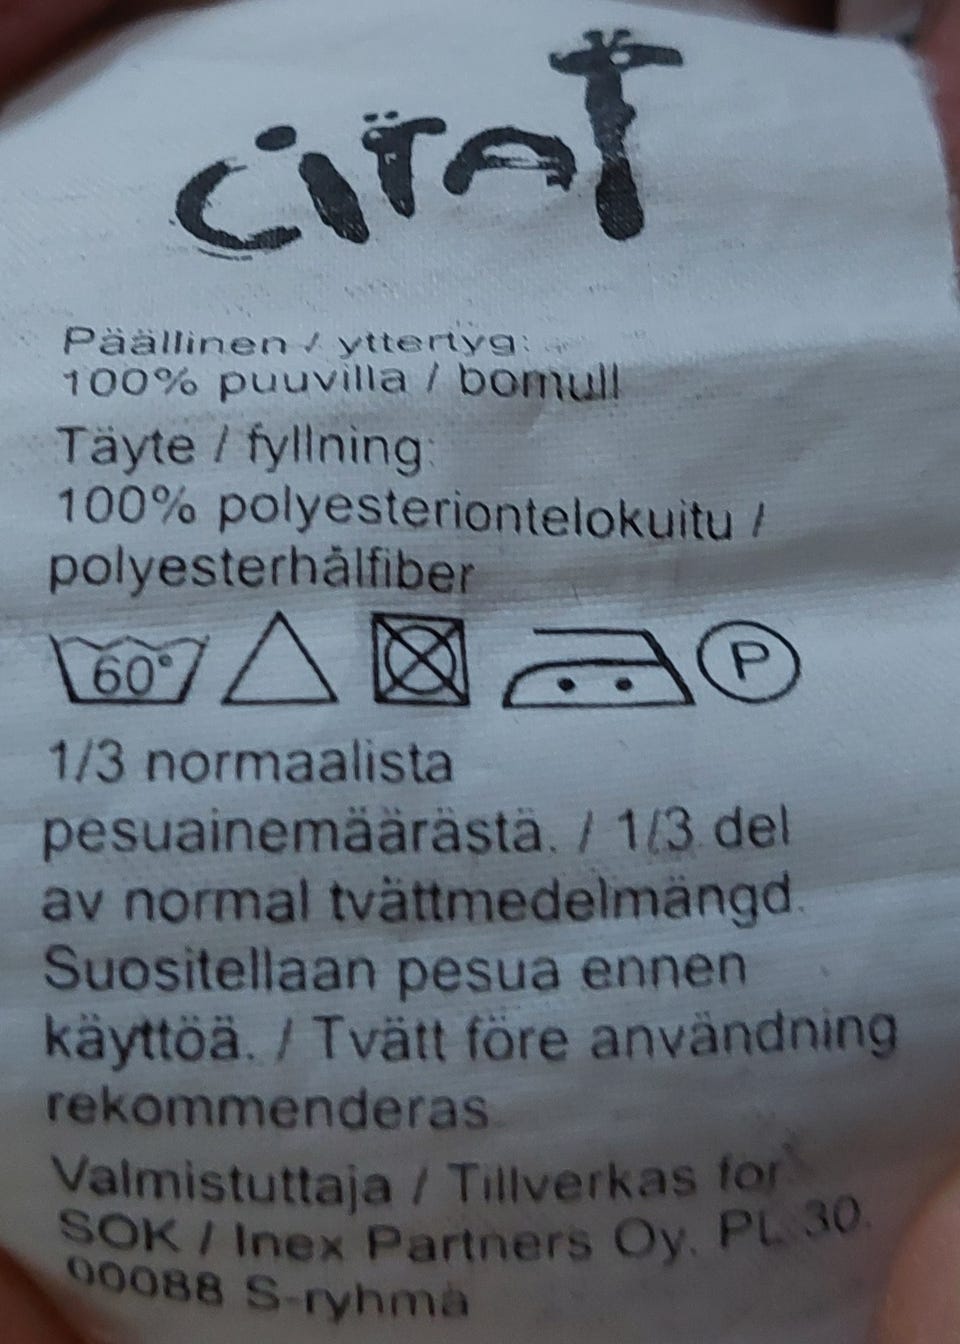 CiTAT
Päällinen / yttertyg:
100% puuvilla / bomull
Täyte / fyllning:
100% polyesteriontelokuitu /
polyesterhålfiber
60°
P
1/3 normaalista
pesuainemäärästä. / 1/3 del
av normal tvättmedelmängd.
Suositellaan pesua ennen
käyttöä. / Tvätt före användning
rekommenderas
Valmistuttaja / Tillverkas for
SOK / Inex Partners Oy. PL 30.
00088 S-ryhmä